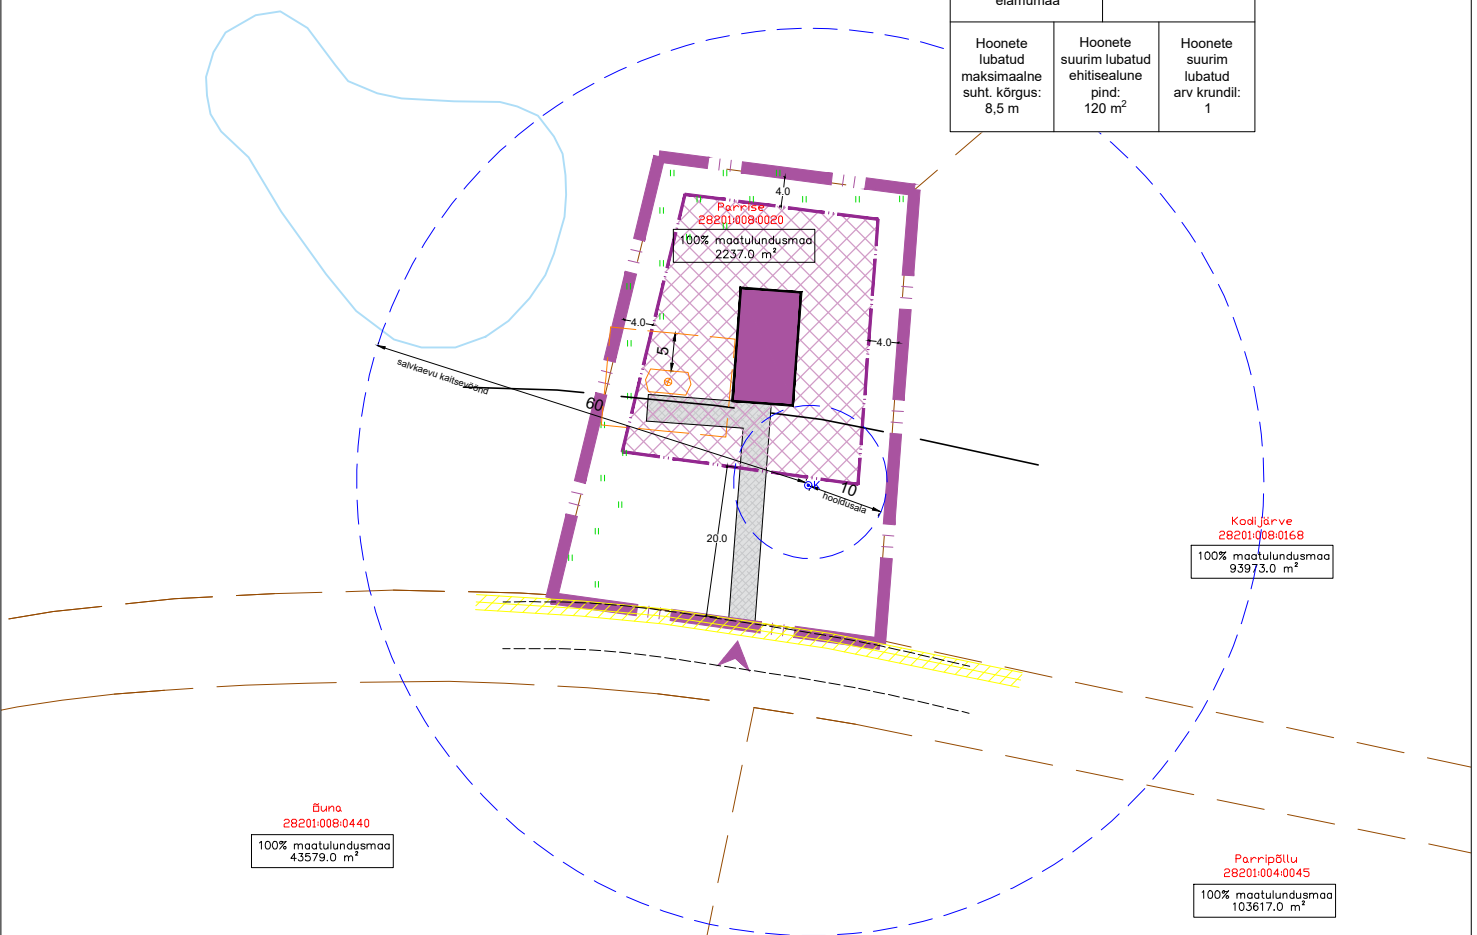 elamumaa
Hoonete
lubatud
maksimaalne
suht. kõrgus:
8,5 m
Hoonete
suurim lubatud
ehitisealune
pind:
120 m²
Hoonete
suurim
lubatud
arv krundil:
1
4.0
Parrise
28201:008:0020
100% maatulundusmaa
2237.0 m²
4.0
5
4.0
salvkaevu kaitsevöönd
60
10
hooldusala
20.0
Kodijärve
28201:008:0168
100% maatulundusmaa
93973.0 m²
Õuna
28201:008:0440
100% maatulundusmaa
43579.0 m²
Parripõllu
28201:004:0045
100% maatulundusmaa
103617.0 m²